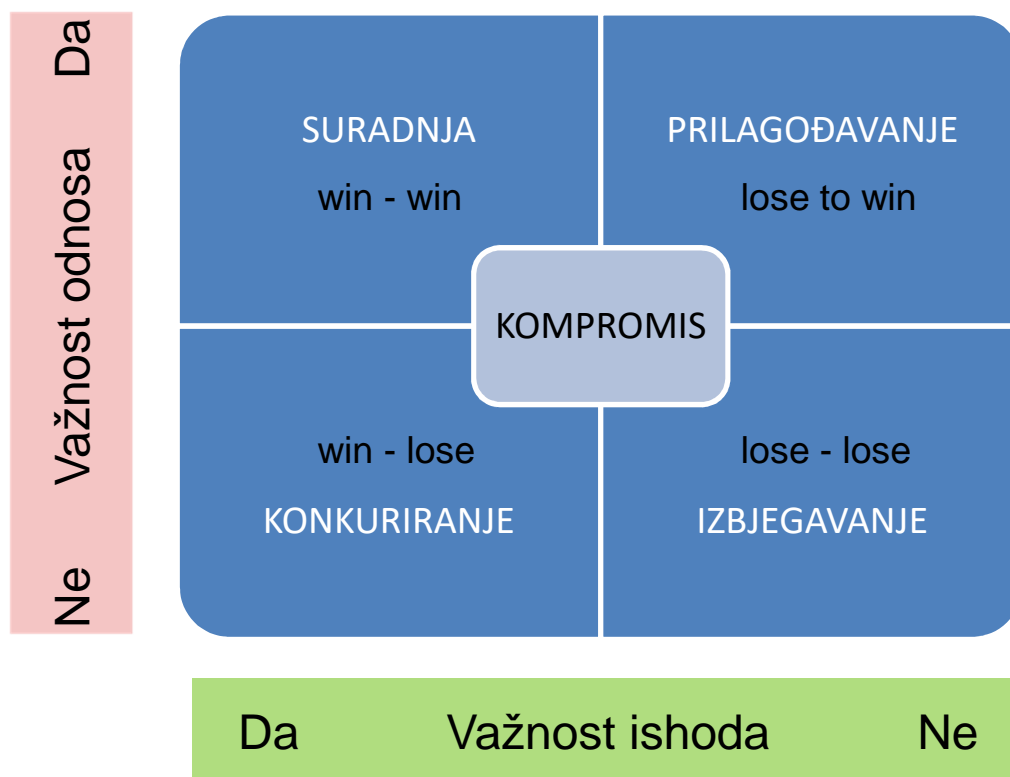 Da
Važnost odnosa
Ne
SURADNJA
win - win
PRILAGOĐAVANJE
lose to win
KOMPROMIS
win - lose
KONKURIRANJE
lose - lose
IZBJEGAVANJE
Da Važnost ishoda Ne